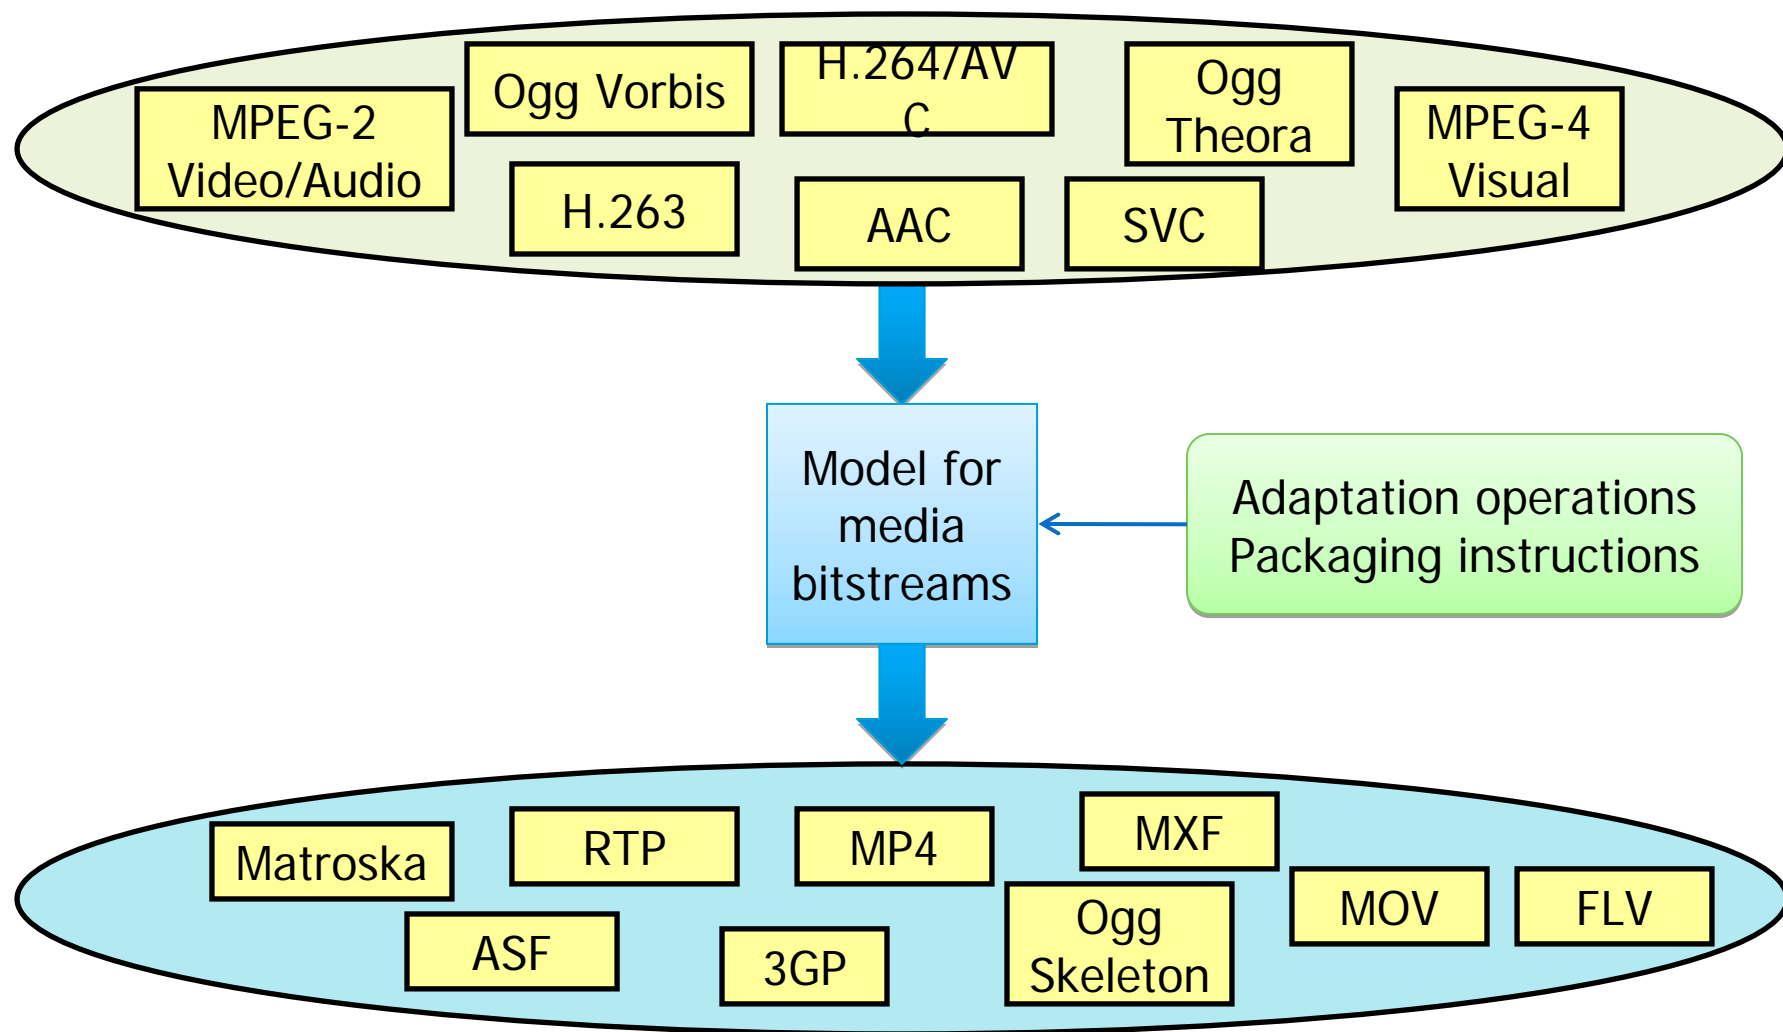 Ogg Vorbis
H.264/AV
C
Ogg
Theora
MPEG-2
Video/Audio
MPEG-4
Visual
H.263
AAC
SVC
Model for
media
bitstreams
Adaptation operations
Packaging instructions
Matroska
RTP
MP4
MXF
MOV
FLV
ASF
3GP
Ogg
Skeleton